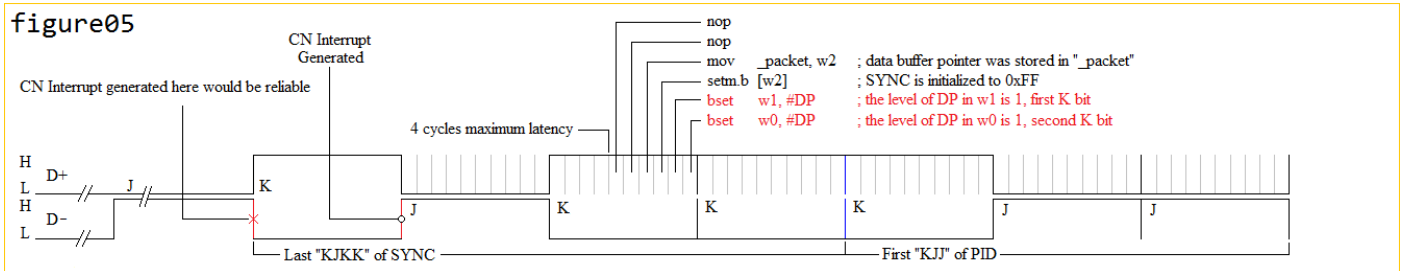 figure05
CN Interrupt
Generated
CN Interrupt generated here would be reliable
nop
nop
mov _packet, w2 ; data buffer pointer was stored in "_packet"
setm.b [w2] ; SYNC is initialized to 0xFF
bset w1, #DP ; the level of DP in w1 is 1, first K bit
bset w0, #DP ; the level of DP in w0 is 1, second K bit
4 cycles maximum latency
H
D+
L
H
D−
L
J
K
J
K
K
K
J
J
Last "KJKK" of SYNC
First "KJJ" of PID